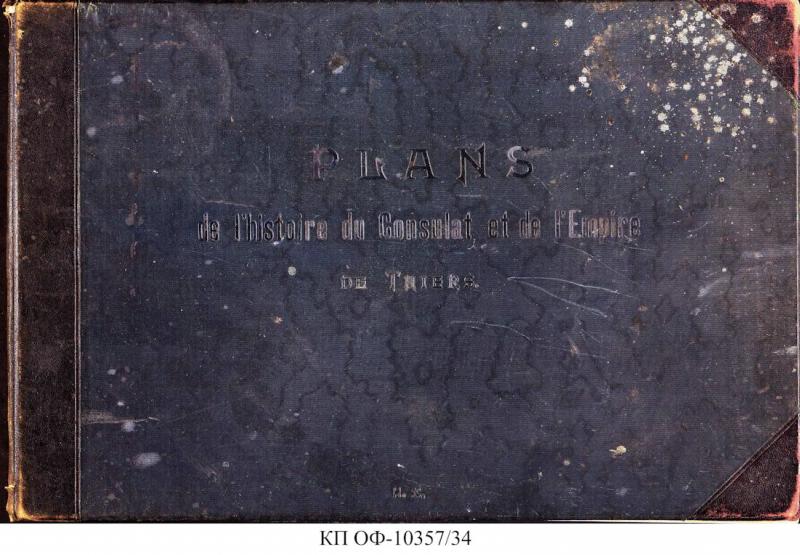 PLANS
de l'histoire du Consulat, et de l'Empire
DE THIERS.
КП ОФ-10357/34